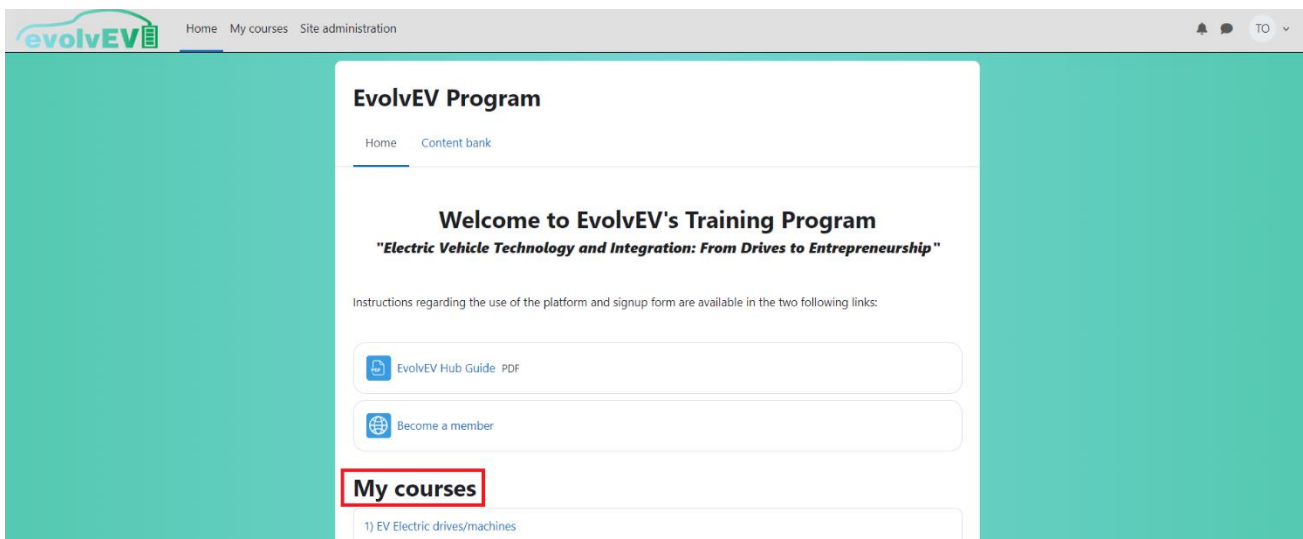 evolvEV
Home My courses Site administration
TO
EvolvEV Program
Home Content bank
Welcome to EvolvEV's Training Program
"Electric Vehicle Technology and Integration: From Drives to Entrepreneurship"
Instructions regarding the use of the platform and signup form are available in the two following links:
PDF
EvolvEV Hub Guide PDF
Become a member
My courses
1) EV Electric drives/machines